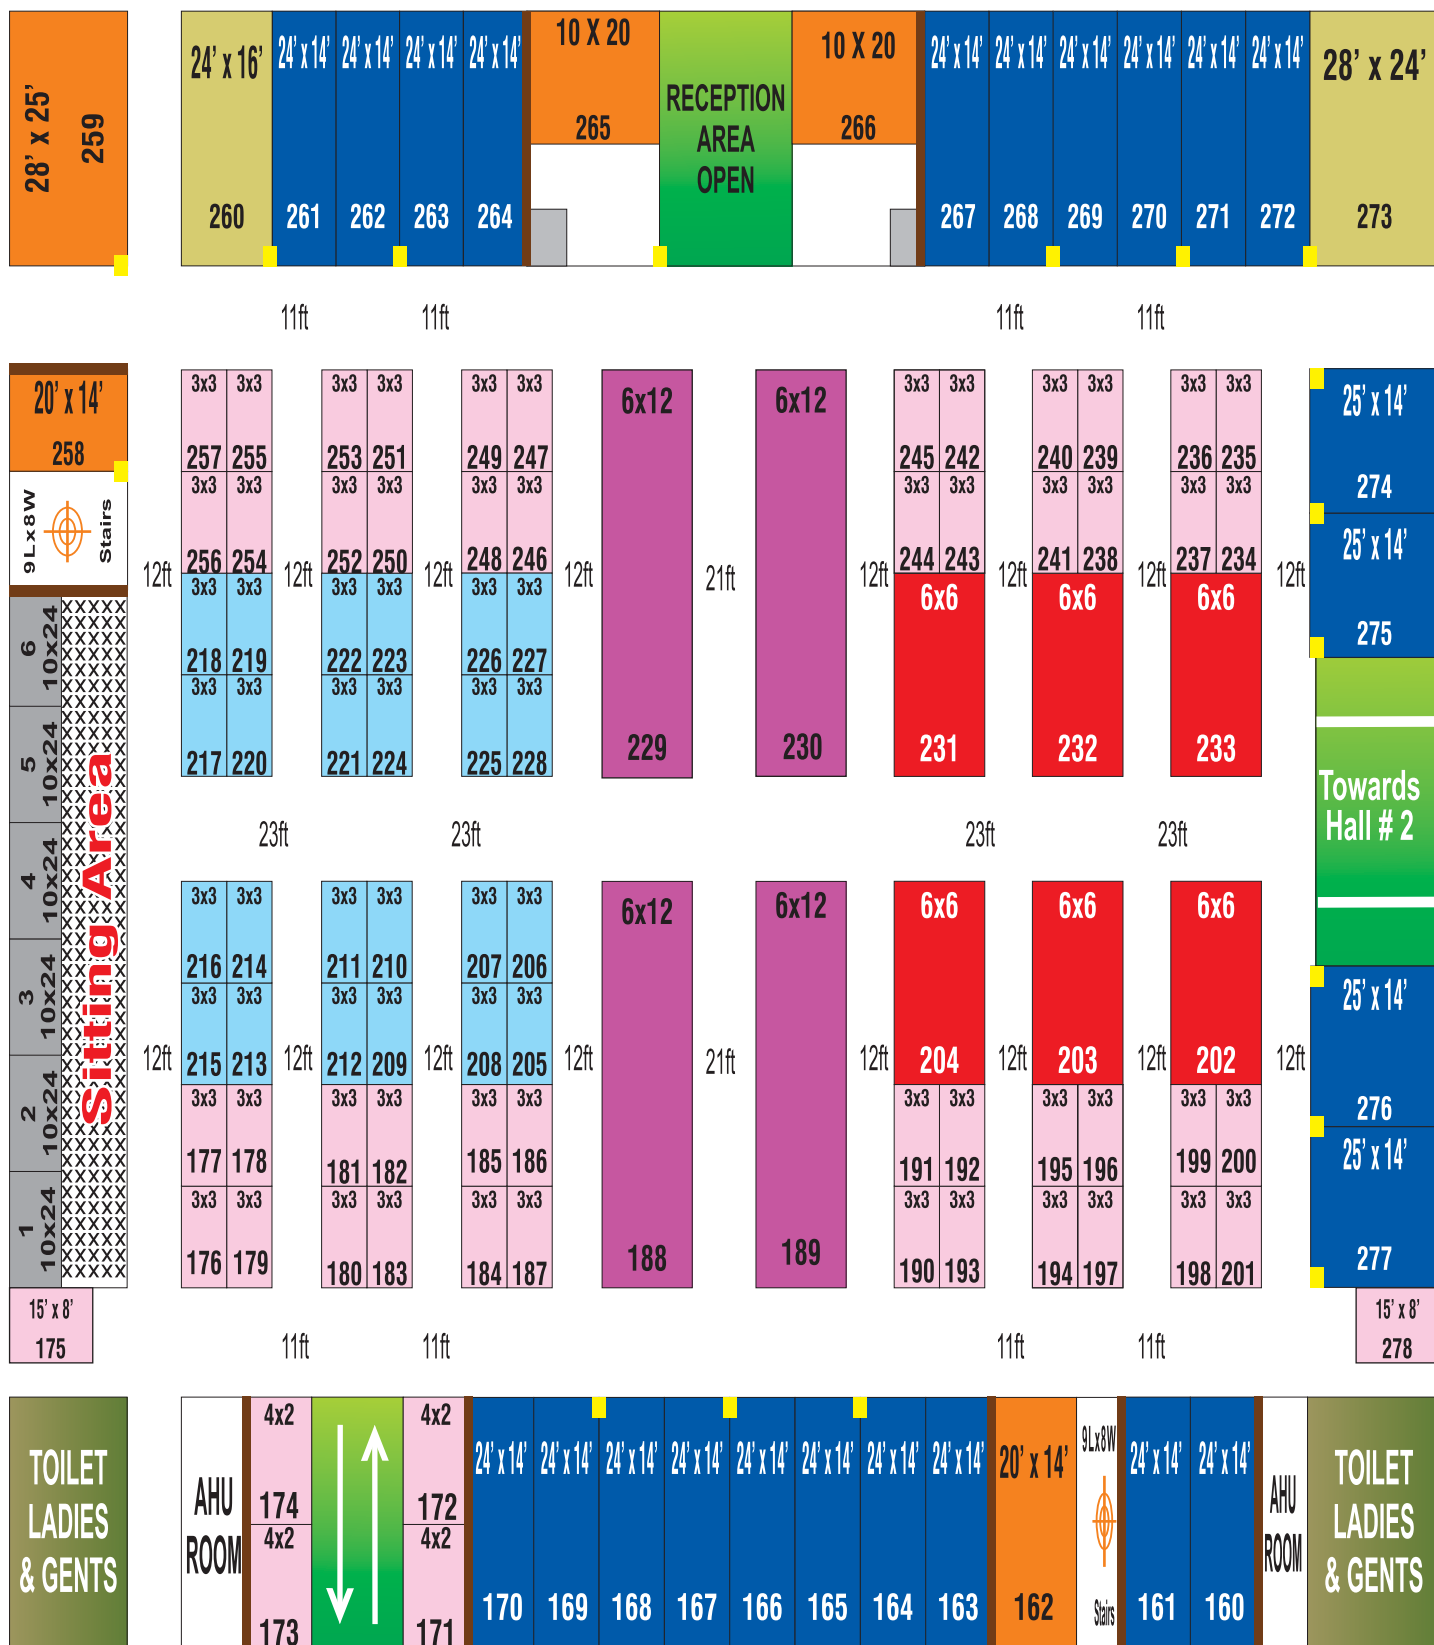 28' x 25'
259
24' x 16'
260
24' x 14'
261
24' x 14'
262
24' x 14'
263
24' x 14'
264
10 X 20
265
RECEPTION
AREA
OPEN
10 X 20
266
24' x 14'
267
24' x 14'
268
24' x 14'
269
24' x 14'
270
24' x 14'
271
24' x 14'
272
28' x 24'
273
11ft 11ft 11ft 11ft
20' x 14'
258
9Lx8W
Stairs
3x3 3x3 3x3 3x3 3x3 3x3 6x12 6x12 3x3 3x3 3x3 3x3 3x3 3x3
257 255 253 251 249 247 245 242 240 239 236 235
3x3 3x3 3x3 3x3 3x3 3x3 3x3 3x3 3x3 3x3 3x3 3x3
256 254 252 250 248 246 244 243 241 238 237 234
25' x 14'
274
25' x 14'
275
12ft 12ft 12ft 12ft 21ft 12ft 12ft 12ft 12ft
3x3 3x3 3x3 3x3 3x3 3x3 6x6 6x6 6x6
218 219 222 223 226 227
3x3 3x3 3x3 3x3 3x3 3x3
217 220 221 224 225 228 229 230 231 232 233
6
10x24
5
10x24
4
10x24
3
10x24
2
10x24
1
10x24
Sitting Area
Towards
Hall # 2
23ft 23ft 23ft 23ft
3x3 3x3 3x3 3x3 3x3 3x3 6x12 6x12 6x6 6x6 6x6
216 214 211 210 207 206
3x3 3x3 3x3 3x3 3x3 3x3
215 213 212 209 208 205 204 203 202
12ft 12ft 12ft 12ft 21ft 12ft 12ft 12ft 12ft
3x3 3x3 3x3 3x3 3x3 3x3 3x3 3x3 3x3 3x3 3x3 3x3
177 178 181 182 185 186 191 192 195 196 199 200
3x3 3x3 3x3 3x3 3x3 3x3 3x3 3x3 3x3 3x3 3x3 3x3
176 179 180 183 184 187 188 189 190 193 194 197 198 201
25' x 14'
276
25' x 14'
277
15' x 8'
175
15' x 8'
278
11ft 11ft 11ft 11ft
TOILET
LADIES
& GENTS
AHU
ROOM
4x2
174
4x2
173
4x2
172
4x2
171
24' x 14'
170
24' x 14'
169
24' x 14'
168
24' x 14'
167
24' x 14'
166
24' x 14'
165
24' x 14'
164
24' x 14'
163
20' x 14'
162
9Lx8W
Stairs
24' x 14'
161
24' x 14'
160
AHU
ROOM
TOILET
LADIES
& GENTS